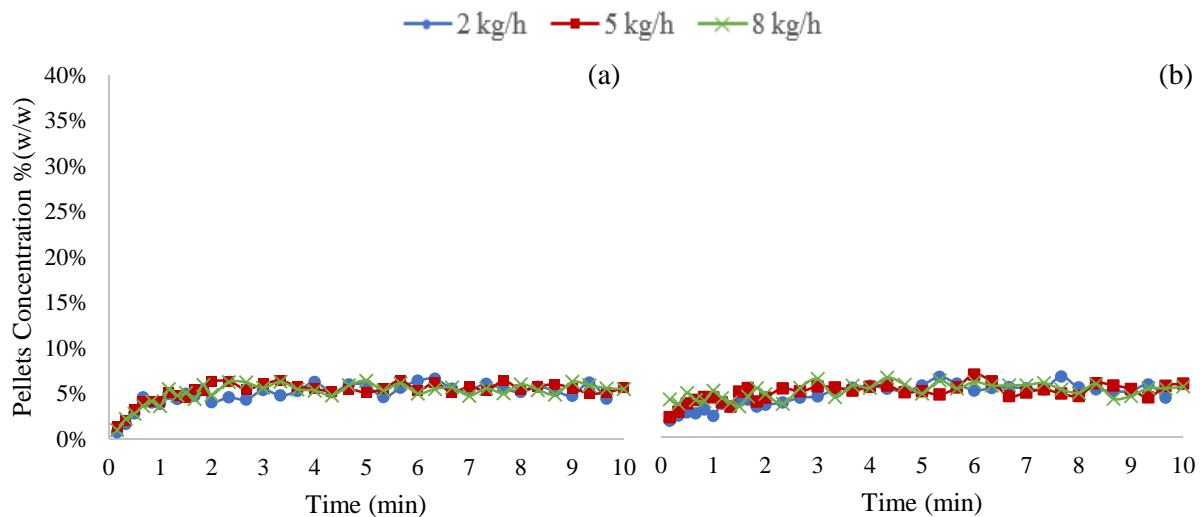 2 kg/h 5 kg/h 8 kg/h
(a) (b)
40%
35%
30%
25%
20%
15%
10%
5%
0%
Pellets Concentration %(w/w)
0 1 2 3 4 5 6 7 8 9 10
0 1 2 3 4 5 6 7 8 9 10
Time (min)
Time (min)